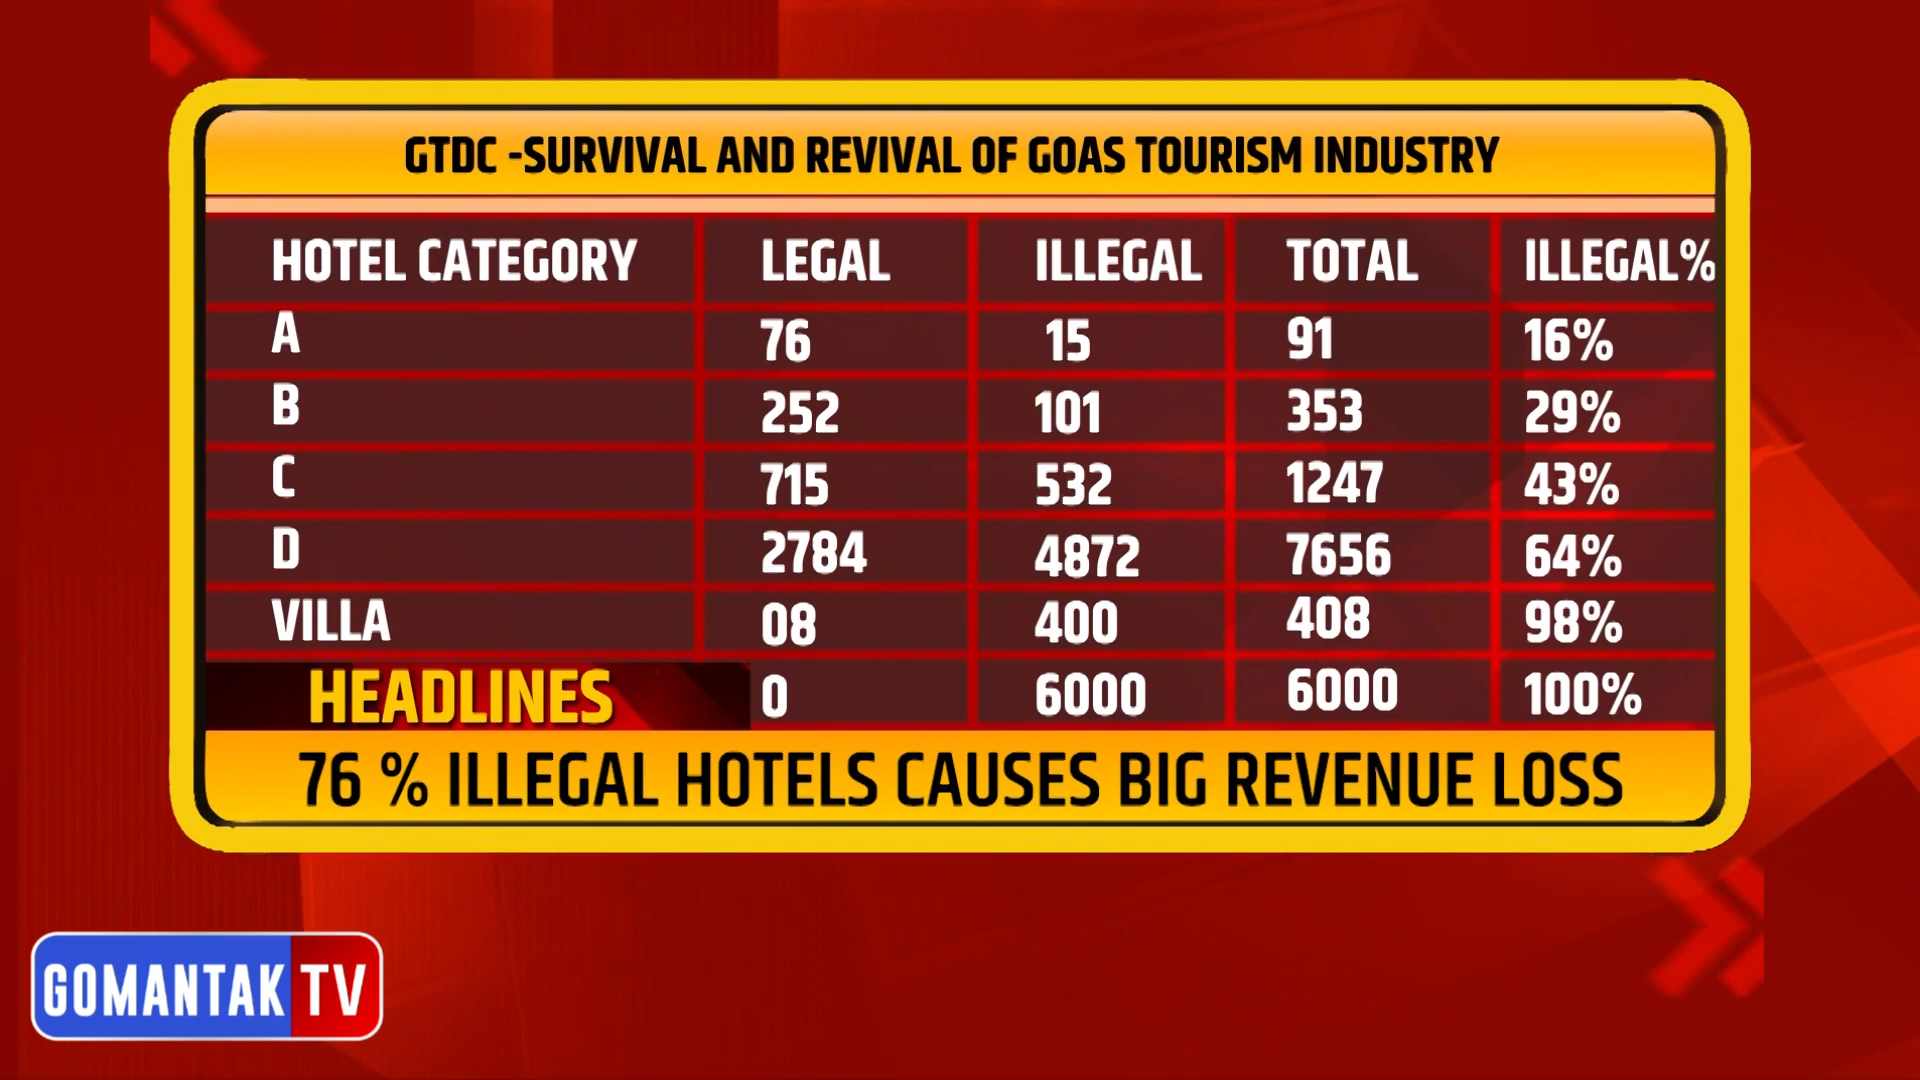 GTDC -SURVIVAL AND REVIVAL OF GOAS TOURISM INDUSTRY
HOTEL CATEGORY LEGAL ILLEGAL TOTAL ILLEGAL%
A 76 15 91 16%
B 252 101 353 29%
C 715 532 1247 43%
D 2784 4872 7656 64%
VILLA 08 400 408 98%
HEADLINES 0 6000 6000 100%
76 % ILLEGAL HOTELS CAUSES BIG REVENUE LOSS
GOMANTAK TV